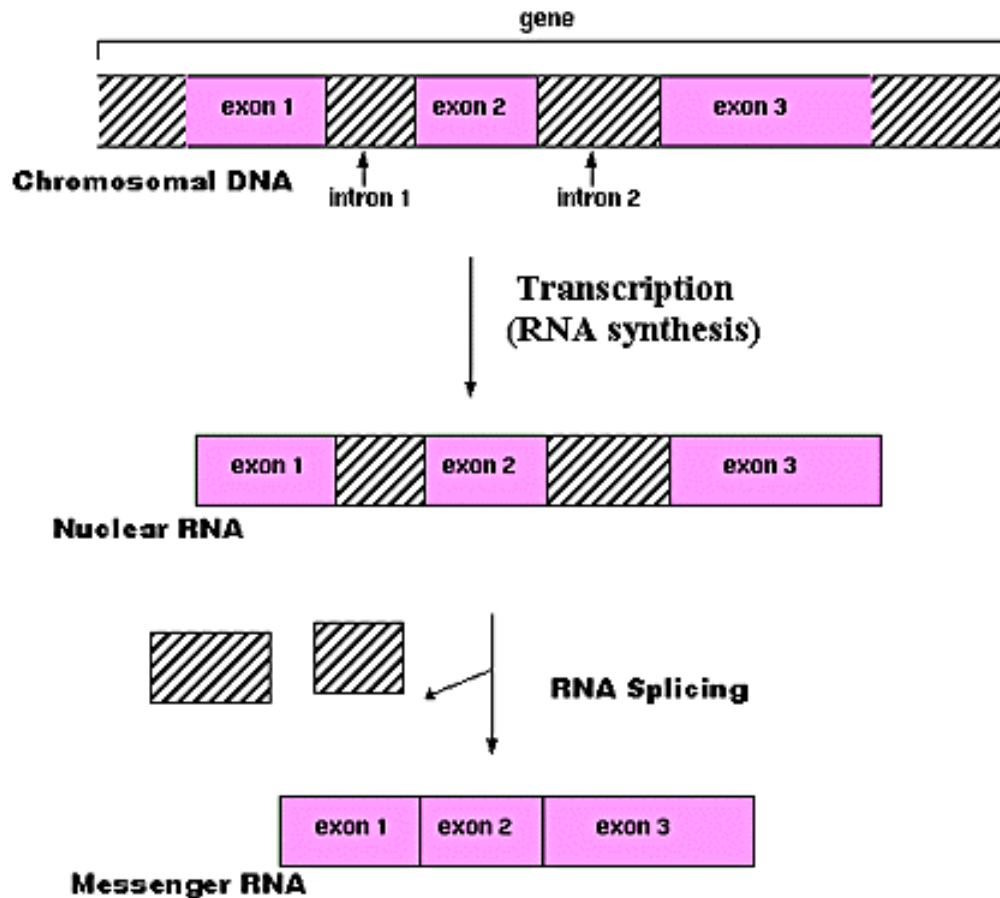 gene
exon 1 exon 2 exon 3
Chromosomal DNA
intron 1 intron 2
Transcription
(RNA synthesis)
exon 1 exon 2 exon 3
Nuclear RNA
RNA Splicing
exon 1 exon 2 exon 3
Messenger RNA